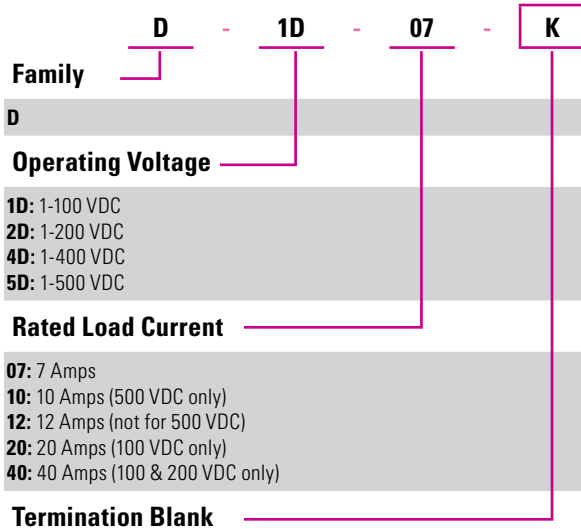 D - 1D - 07 - K
Family
D
Operating Voltage
1D: 1-100 VDC
2D: 1-200 VDC
4D: 1-400 VDC
5D: 1-500 VDC
Rated Load Current
07: 7 Amps
10: 10 Amps (500 VDC only)
12: 12 Amps (not for 500 VDC)
20: 20 Amps (100 VDC only)
40: 40 Amps (100 & 200 VDC only)
Termination Blank